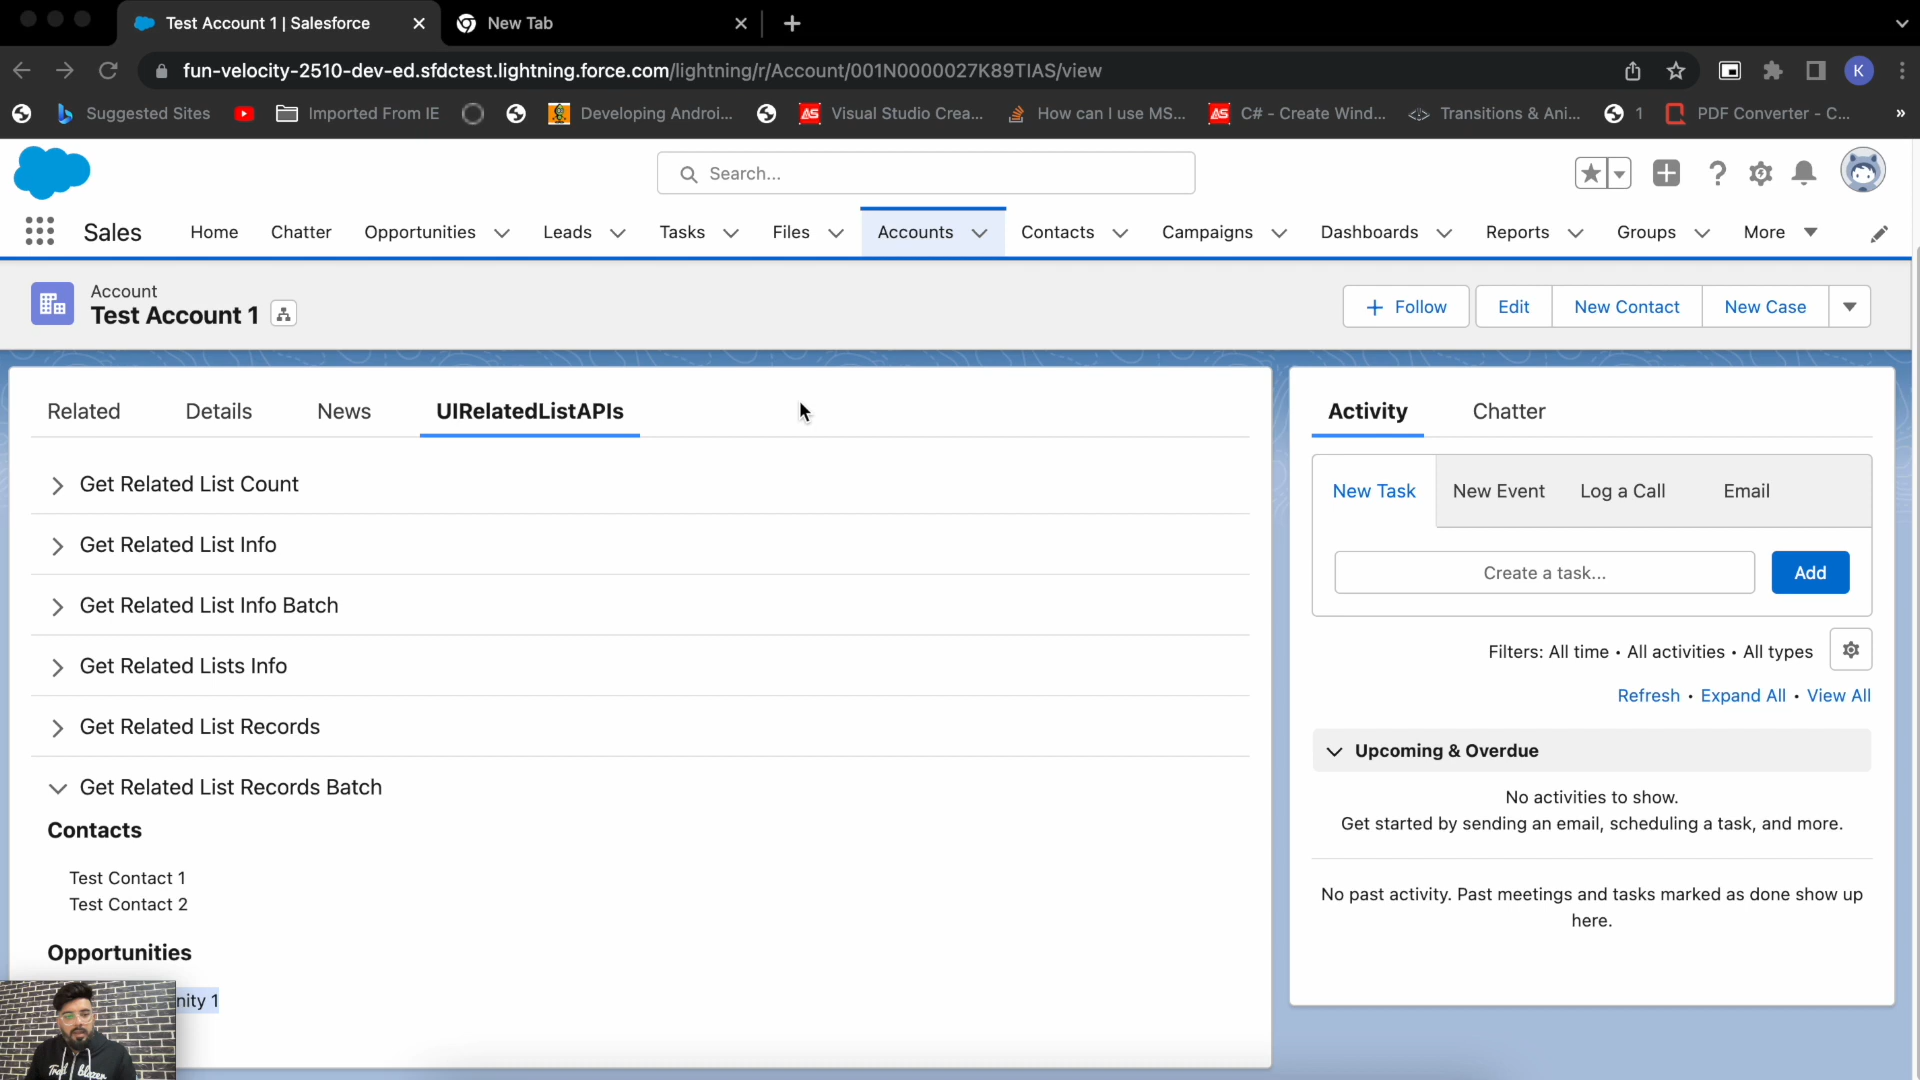 Test Account 1 | Salesforce
New Tab
fun-velocity-2510-dev-ed.sfdctest.lightning.force.com/lightning/r/Account/001N0000027K89TIAS/view
K
Suggested Sites
Imported From IE
Developing Androi...
AS
Visual Studio Crea...
How can I use MS...
AS
C# - Create Wind...
Transitions & Ani...
1
PDF Converter - C...
»
Search...
Sales
Home
Chatter
Opportunities
Leads
Tasks
Files
Accounts
Contacts
Campaigns
Dashboards
Reports
Groups
More
Account
Test Account 1
+ Follow
Edit
New Contact
New Case
Related
Details
News
UIRelatedListAPIs
Get Related List Count
Get Related List Info
Get Related List Info Batch
Get Related Lists Info
Get Related List Records
Get Related List Records Batch
Contacts
Test Contact 1
Test Contact 2
Opportunities
nity 1
Activity
Chatter
New Task
New Event
Log a Call
Email
Create a task...
Add
Filters: All time • All activities • All types
Refresh • Expand All • View All
Upcoming & Overdue
No activities to show.
Get started by sending an email, scheduling a task, and more.
No past activity. Past meetings and tasks marked as done show up
here.